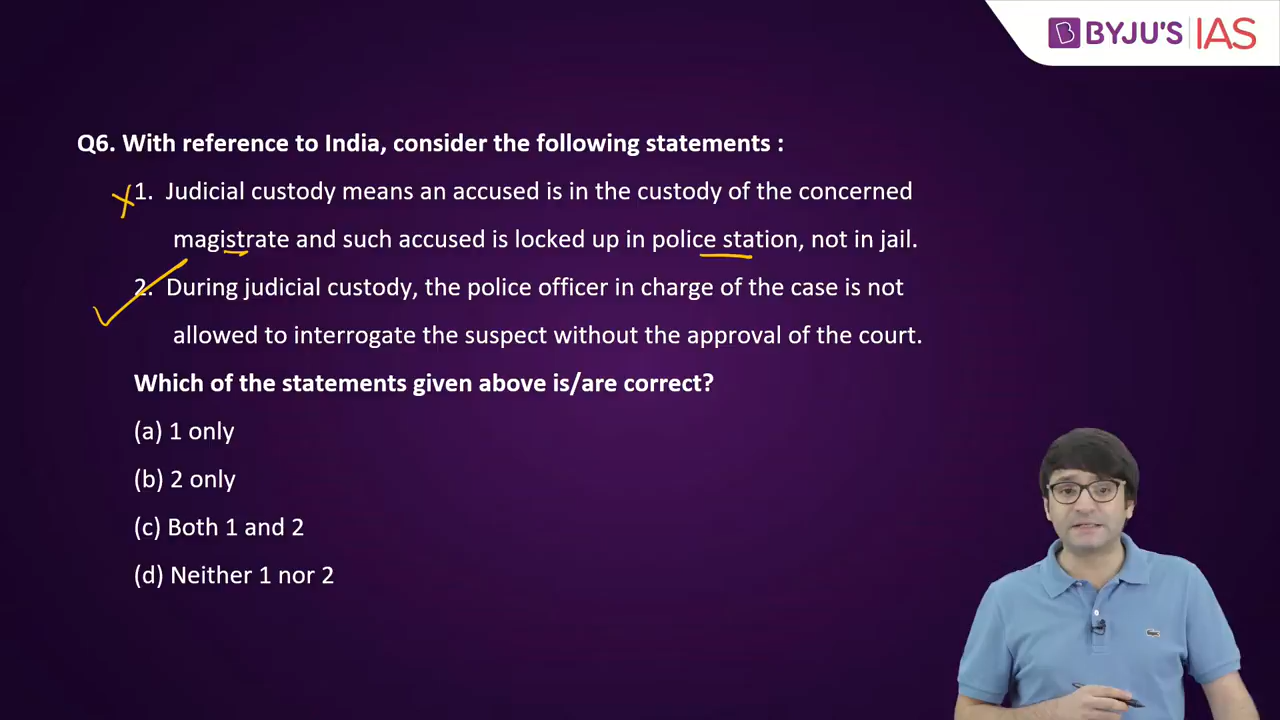 BYJU'S IAS
Q6. With reference to India, consider the following statements :
1. Judicial custody means an accused is in the custody of the concerned
magistrate and such accused is locked up in police station, not in jail.
2. During judicial custody, the police officer in charge of the case is not
allowed to interrogate the suspect without the approval of the court.
Which of the statements given above is/are correct?
(a) 1 only
(b) 2 only
(c) Both 1 and 2
(d) Neither 1 nor 2